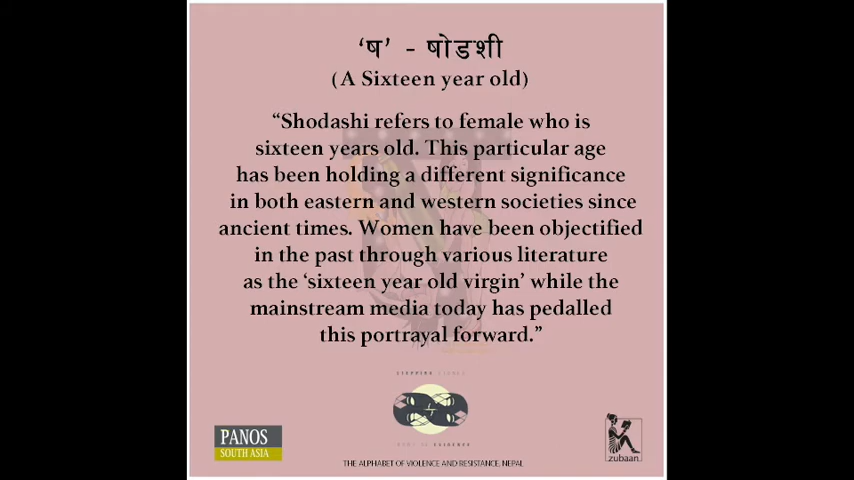 ‘ष’ - षोडशी
(A Sixteen year old)
“Shodashi refers to female who is
sixteen years old. This particular age
has been holding a different significance
in both eastern and western societies since
ancient times. Women have been objectified
in the past through various literature
as the ‘sixteen year old virgin’ while the
mainstream media today has pedalled
this portrayal forward.”
PANOS
SOUTH ASIA
zubaan
THE ALPHABET OF VIOLENCE AND RESISTANCE, NEPAL